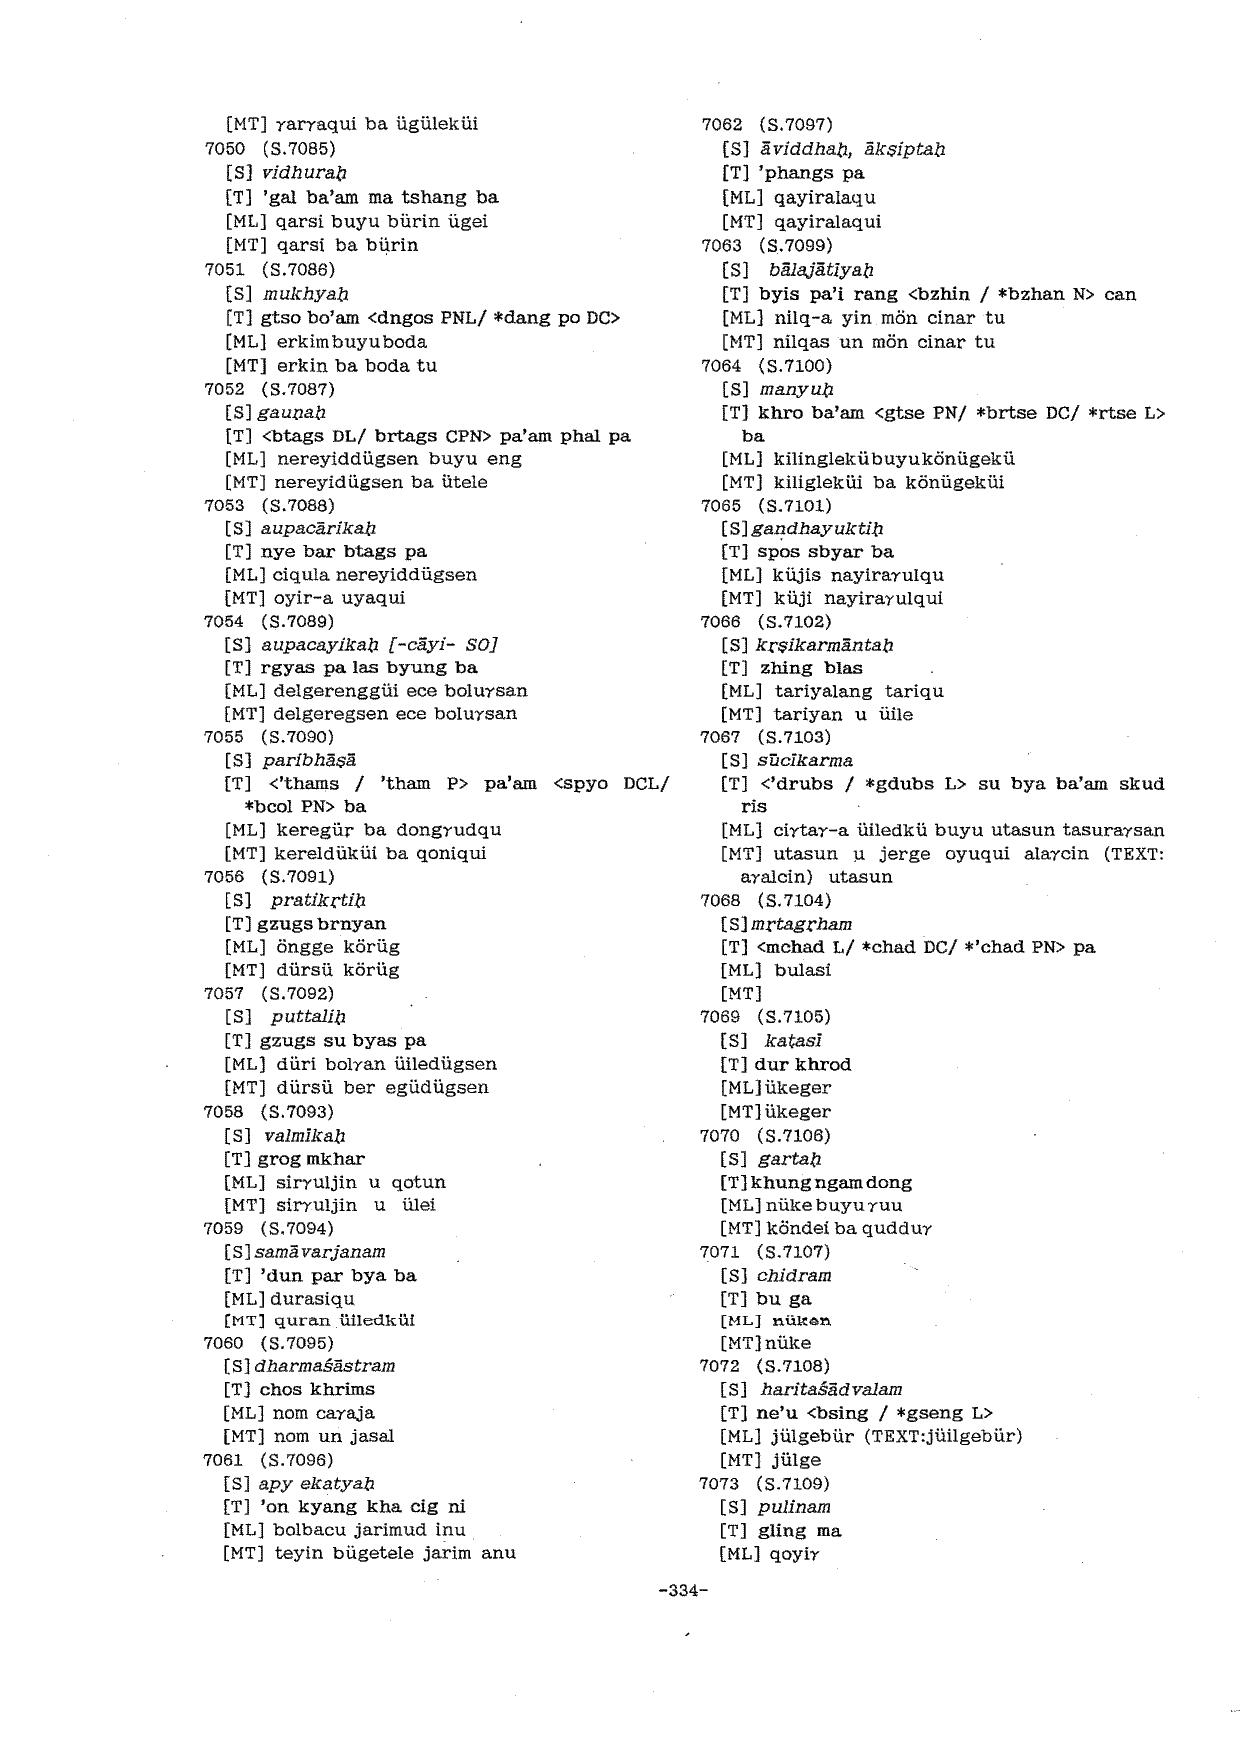 [MT] γarγaqui ba ügüleküi
7050 (S.7085)
[S] vidhuraḥ
[T] 'gal ba'am ma tshang ba
[ML] qarsi buyu bürin ügei
[MT] qarsi ba bürin
7051 (S.7086)
[S] mukhyaḥ
[T] gtso bo'am <dngos PNL/ *dang po DC>
[ML] erkimbuyuboda
[MT] erkin ba boda tu
7052 (S.7087)
[S] gauṇaḥ
[T] <btags DL/ brtags CPN> pa'am phal pa
[ML] nereyiddügsen buyu eng
[MT] nereyidügsen ba ütele
7053 (S.7088)
[S] aupacārikaḥ
[T] nye bar btags pa
[ML] ciqula nereyiddügsen
[MT] oyir-a uyaqui
7054 (S.7089)
[S] aupacayikaḥ [-cāyi- SO]
[T] rgyas pa las byung ba
[ML] delgerenggüi ece boluγsan
[MT] delgeregsen ece boluγsan
7055 (S.7090)
[S] paribhāṣā
[T] <'thams / 'tham P> pa'am <spyo DCL/
*bcol PN> ba
[ML] keregür ba dongγudqu
[MT] kereldüküi ba qoniqui
7056 (S.7091)
[S] pratikṛtiḥ
[T] gzugs brnyan
[ML] öngge körüg
[MT] dürsü körüg
7057 (S.7092)
[S] puttaliḥ
[T] gzugs su byas pa
[ML] düri bolγan üiledügsen
[MT] dürsü ber egüdügsen
7058 (S.7093)
[S] valmīkaḥ
[T] grog mkhar
[ML] sirγuljin u qotun
[MT] sirγuljin u ülei
7059 (S.7094)
[S] samāvarjanam
[T] 'dun par bya ba
[ML] durasiqu
[MT] quran üiledküi
7060 (S.7095)
[S] dharmaśāstram
[T] chos khrims
[ML] nom caγaja
[MT] nom un jasal
7061 (S.7096)
[S] apy ekatyaḥ
[T] 'on kyang kha cig ni
[ML] bolbacu jarimud inu
[MT] teyin bügetele jarim anu
7062 (S.7097)
[S] āviddhaḥ, ākṣiptaḥ
[T] 'phangs pa
[ML] qayiralaqu
[MT] qayiralaqui
7063 (S.7099)
[S] bālajātīyaḥ
[T] byis pa'i rang <bzhin / *bzhan N> can
[ML] nilq-a yin mön cinar tu
[MT] nilqas un mön cinar tu
7064 (S.7100)
[S] manyuḥ
[T] khro ba'am <gtse PN/ *brtse DC/ *rtse L>
ba
[ML] kilinglekübuyukönügekü
[MT] kiligleküi ba könügeküi
7065 (S.7101)
[S] gandhayuktiḥ
[T] spos sbyar ba
[ML] küjis nayiraγulqu
[MT] küji nayiraγulqui
7066 (S.7102)
[S] kṛṣikarmāntaḥ
[T] zhing blas
[ML] tariyalang tariqu
[MT] tariyan u üile
7067 (S.7103)
[S] sūcīkarma
[T] <'drubs / *gdubs L> su bya ba'am skud
ris
[ML] ciγtaγ-a üiledkü buyu utasun tasuraγsan
[MT] utasun u jerge oyuqui alaγcin (TEXT:
aγalcin) utasun
7068 (S.7104)
[S] mṛtagṛham
[T] <mchad L/ *chad DC/ *'chad PN> pa
[ML] bulasi
[MT]
7069 (S.7105)
[S] kaṭasī
[T] dur khrod
[ML] ükeger
[MT] ükeger
7070 (S.7106)
[S] gartaḥ
[T] khung ngam dong
[ML] nüke buyu γuu
[MT] köndei ba qudduγ
7071 (S.7107)
[S] chidram
[T] bu ga
[ML] nüken
[MT] nüke
7072 (S.7108)
[S] haritaśādvalam
[T] ne'u <bsing / *gseng L>
[ML] jülgebür (TEXT:jüilgebür)
[MT] jülge
7073 (S.7109)
[S] pulinam
[T] gling ma
[ML] qoyiγ
-334-